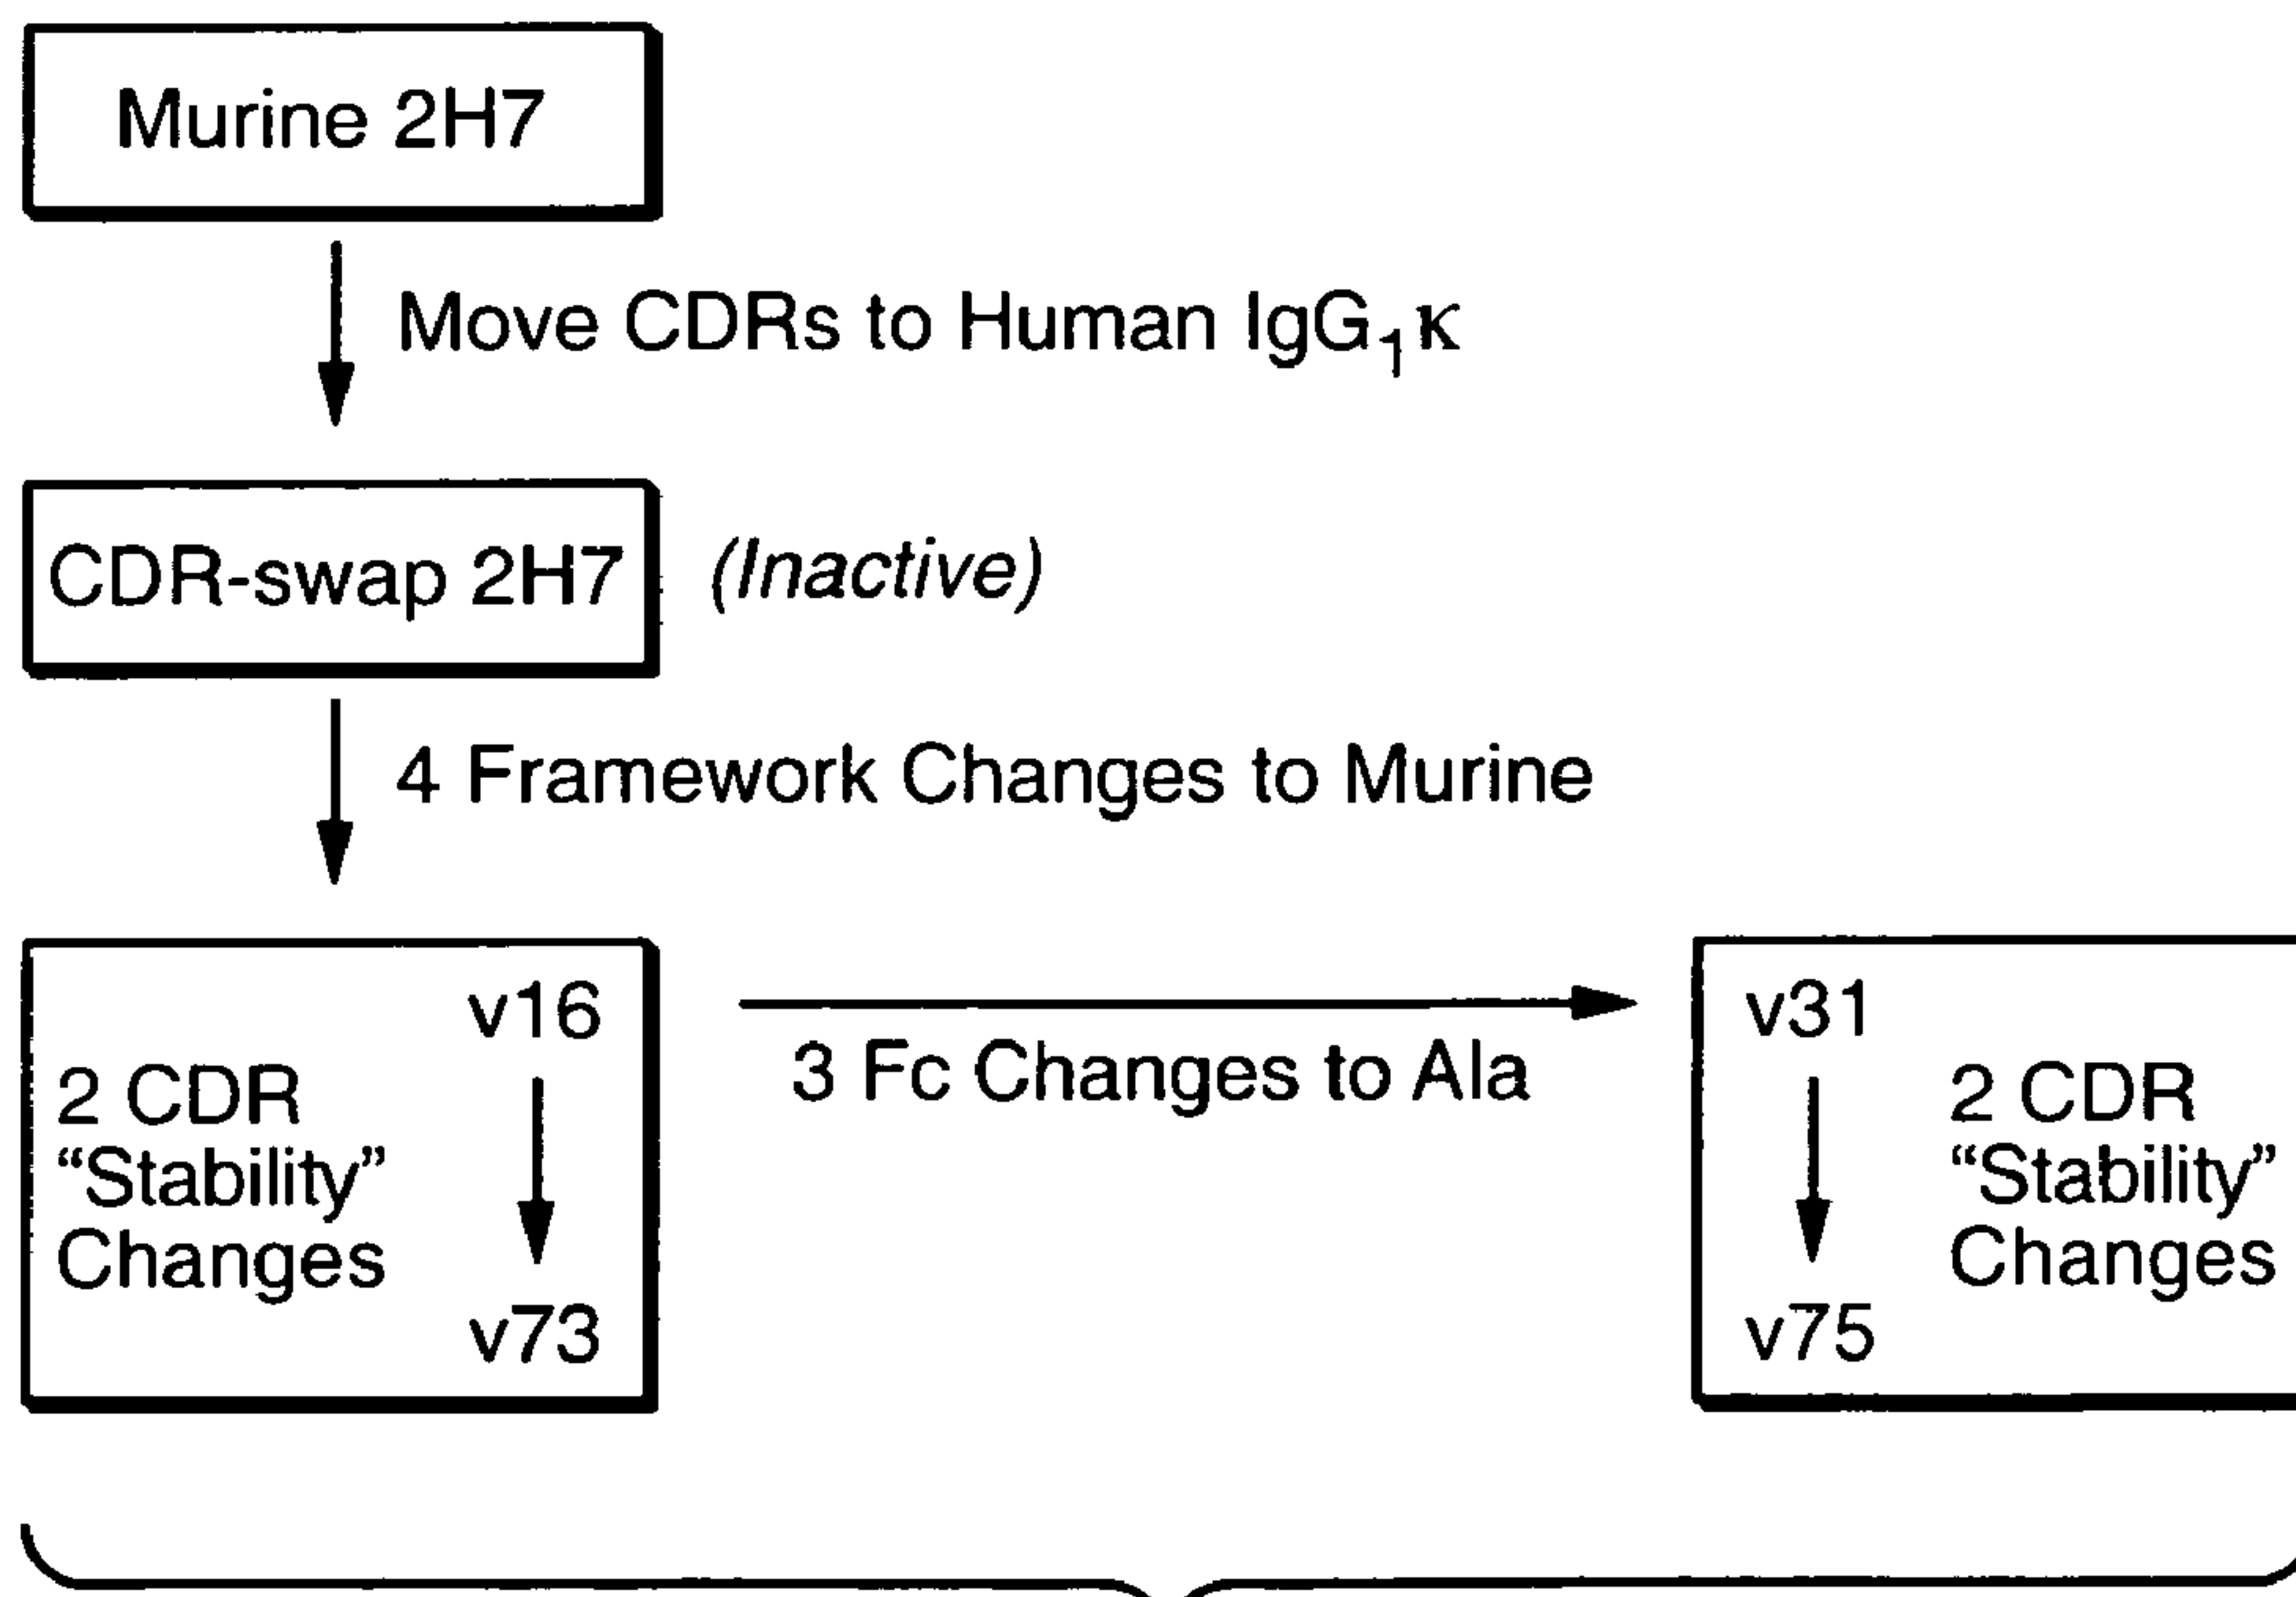 Murine 2H7
Move CDRs to Human IgG₁κ
CDR-swap 2H7 (Inactive)
4 Framework Changes to Murine
v16
2 CDR
“Stability”
Changes
v73
3 Fc Changes to Ala
v31
2 CDR
“Stability”
Changes
v75